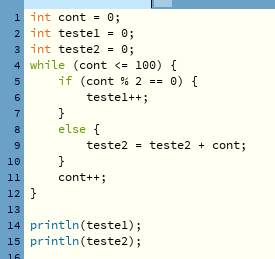 1 int cont = 0;
2 int teste1 = 0;
3 int teste2 = 0;
4 while (cont <= 100) {
5     if (cont % 2 == 0) {
6         teste1++;
7     }
8     else {
9         teste2 = teste2 + cont;
10     }
11     cont++;
12 }
13
14 println(teste1);
15 println(teste2);
16